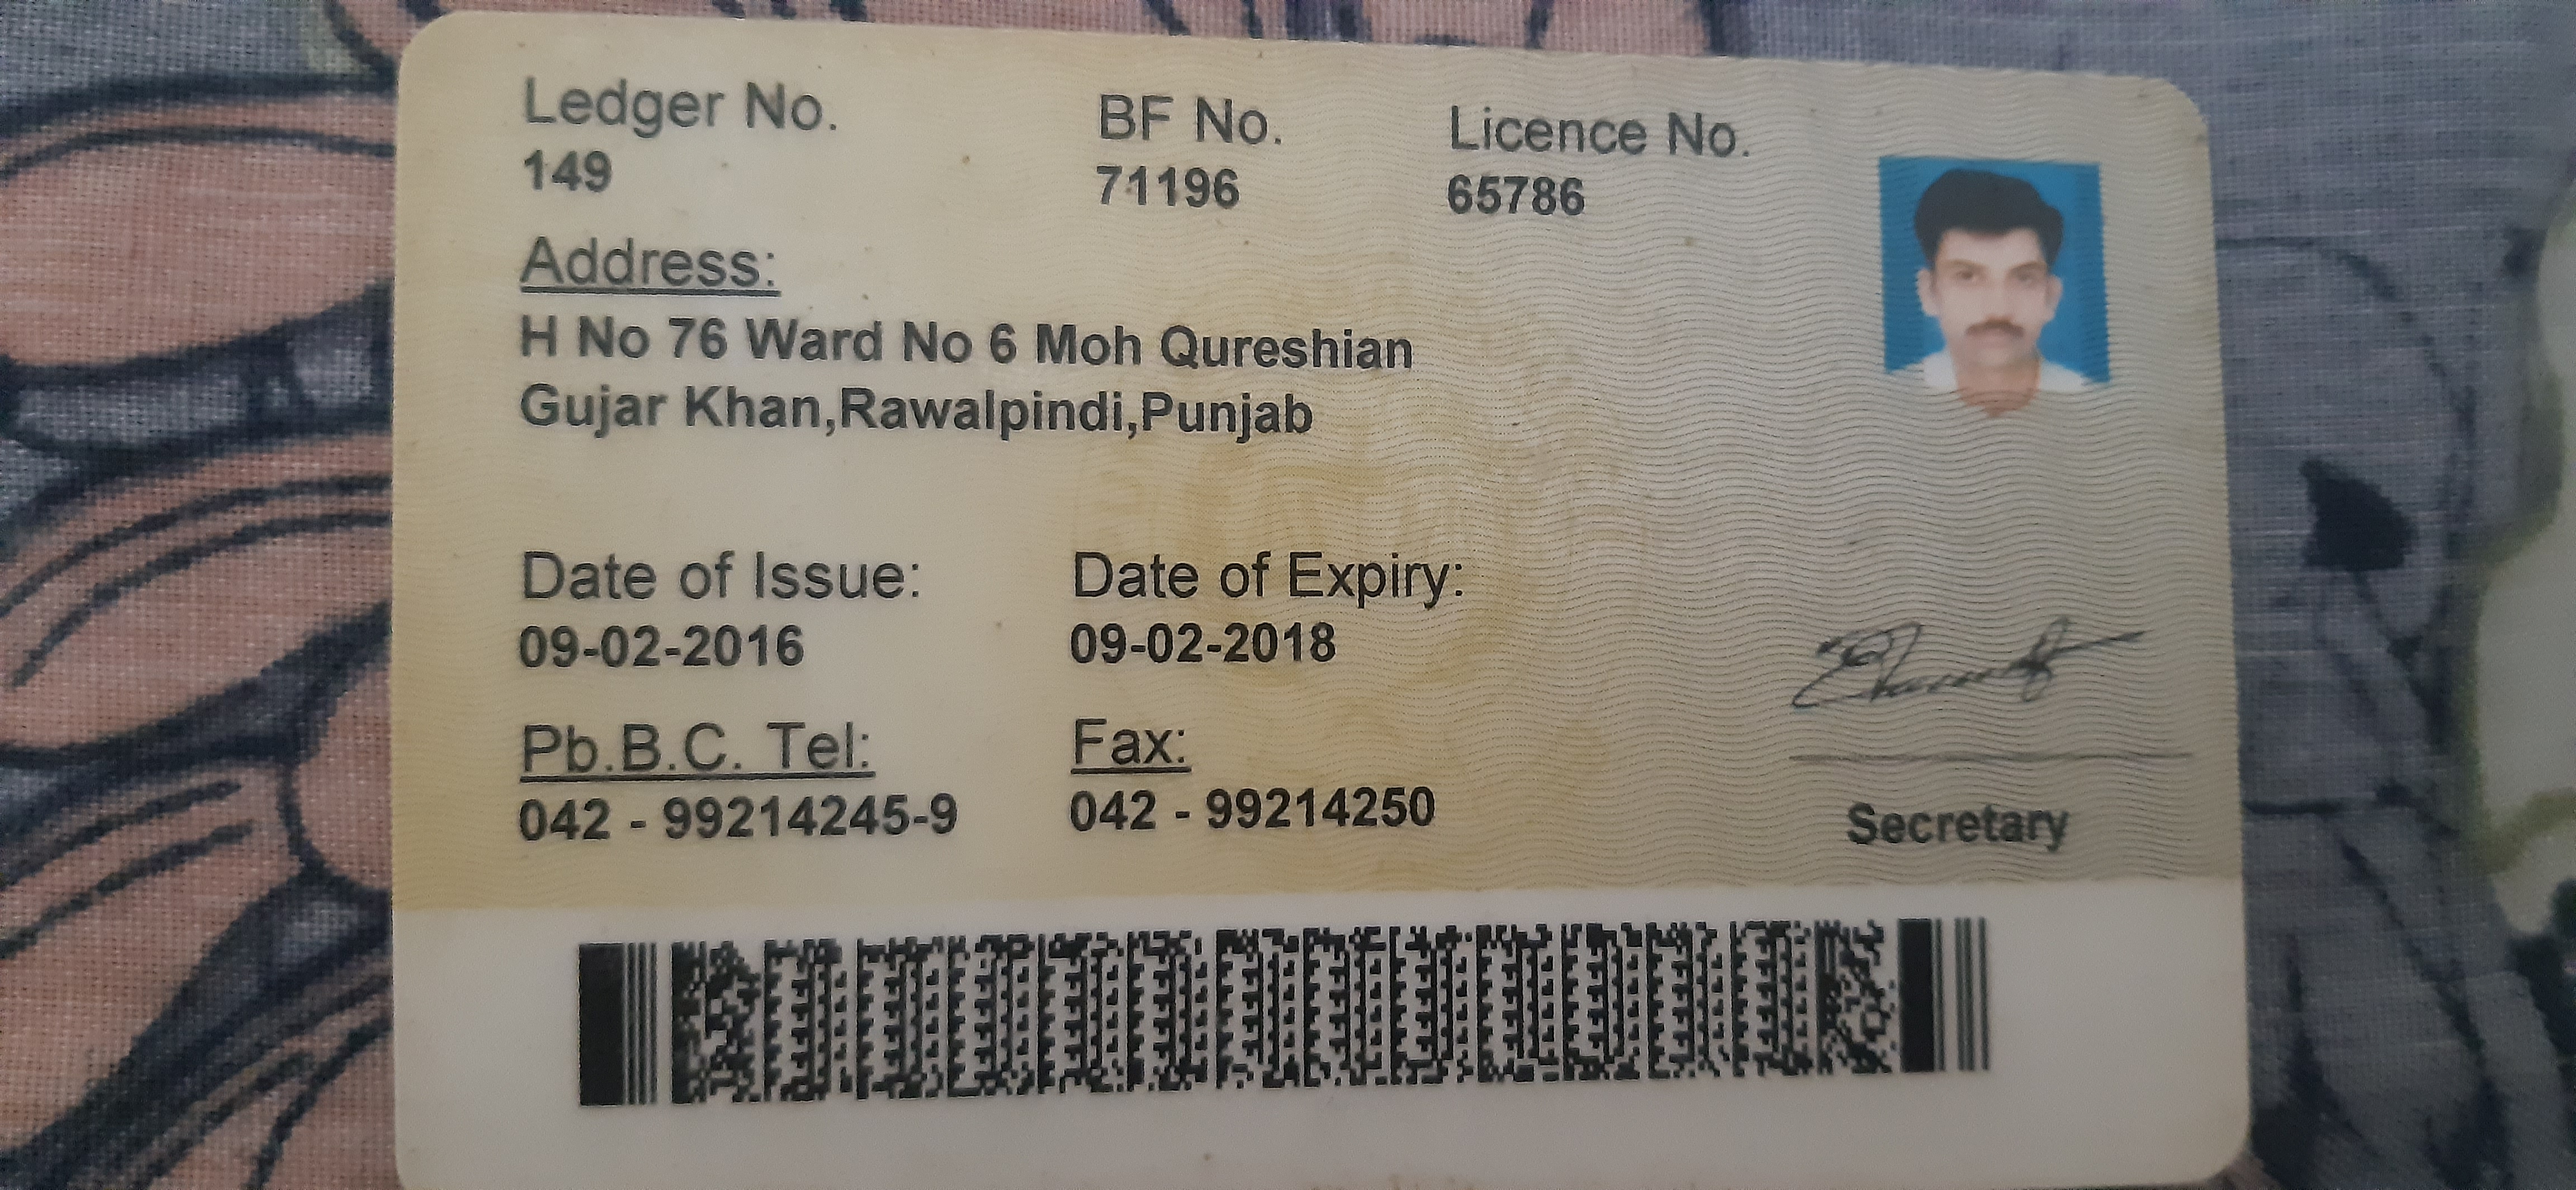 Ledger No. BF No. Licence No.
149 71196 65786
Address:
H No 76 Ward No 6 Moh Qureshian
Gujar Khan,Rawalpindi,Punjab
Date of Issue: Date of Expiry:
09-02-2016 09-02-2018
Pb.B.C. Tel: Fax:
042 - 99214245-9 042 - 99214250
Secretary